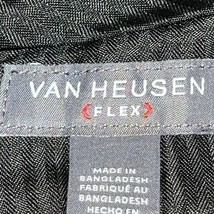 VAN HEUSEN
{FLEX}
MADE IN
BANGLADESH
FABRIQUÉ AU
BANGLADESH
HECHO EN